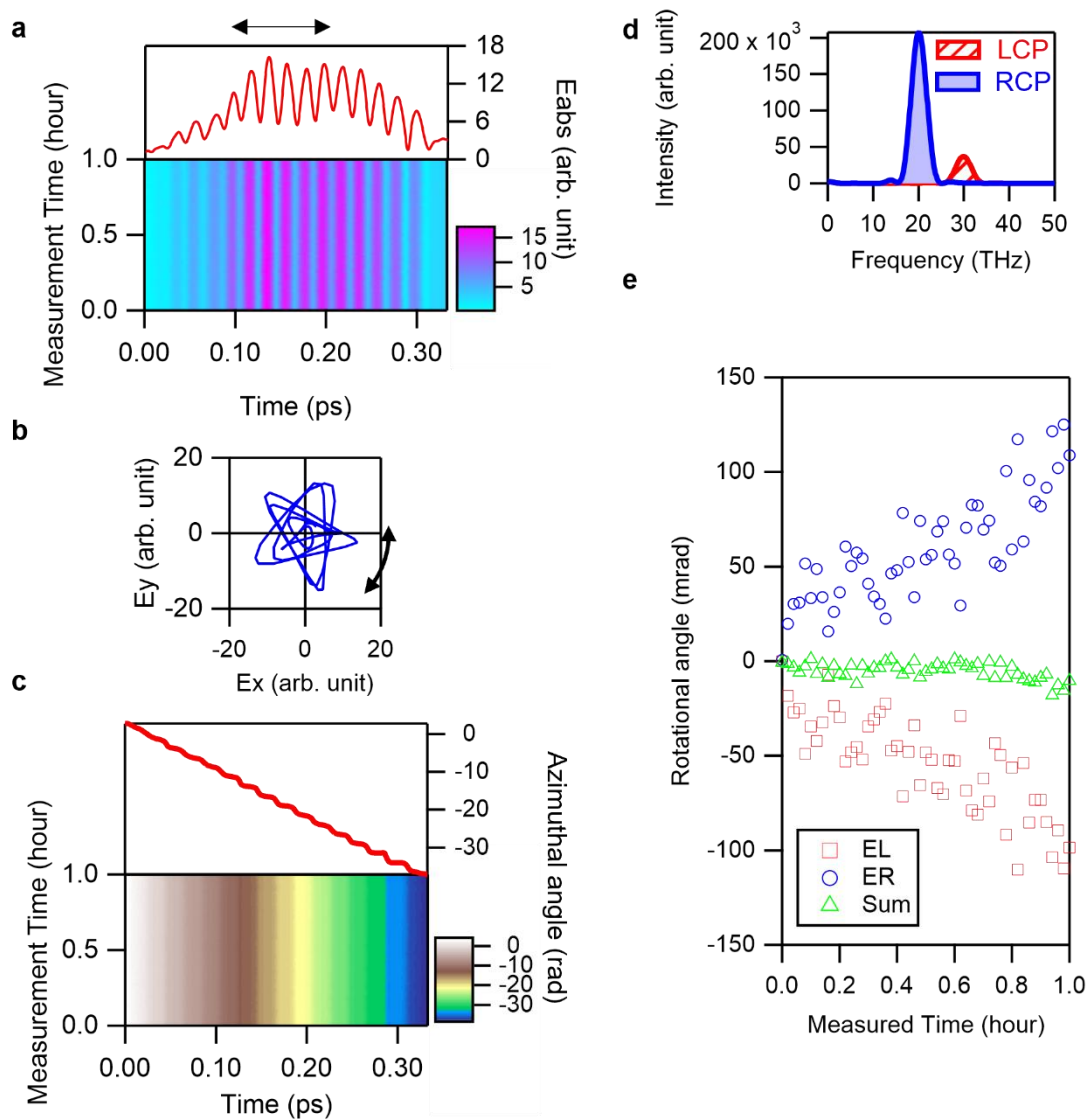 a
18
12
6
0
Eabs (arb. unit)
Measurement Time (hour)
1.0
0.5
0.0
15
10
5
0.00
0.10
0.20
0.30
Time (ps)
b
20
0
-20
Ey (arb. unit)
-20
0
20
Ex (arb. unit)
c
0
-10
-20
-30
Azimuthal angle (rad)
Measurement Time (hour)
1.0
0.5
0.0
0
-10
-20
-30
0.00
0.10
0.20
0.30
Time (ps)
d
200 x 10³
150
100
50
0
Intensity (arb. unit)
LCP
RCP
0
10
20
30
40
50
Frequency (THz)
e
150
100
50
0
-50
-100
-150
Rotational angle (mrad)
EL
ER
Sum
0.0
0.2
0.4
0.6
0.8
1.0
Measured Time (hour)